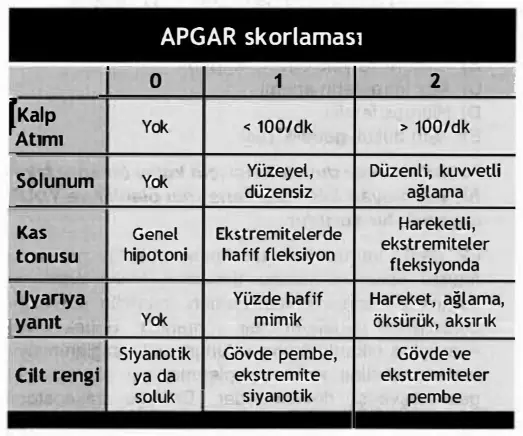 APGAR skorlaması
0 1 2
Kalp Atımı Yok < 100/dk > 100/dk
Solunum Yok Yüzeyel, düzensiz Düzenli, kuvvetli ağlama
Kas tonusu Genel hipotoni Ekstremitelerde hafif fleksiyon Hareketli, ekstremiteler fleksiyonda
Uyarıya yanıt Yok Yüzde hafif mimik Hareket, ağlama, öksürük, aksırık
Cilt rengi Siyanotik ya da soluk Gövde pembe, ekstremite siyanotik Gövde ve ekstremiteler pembe